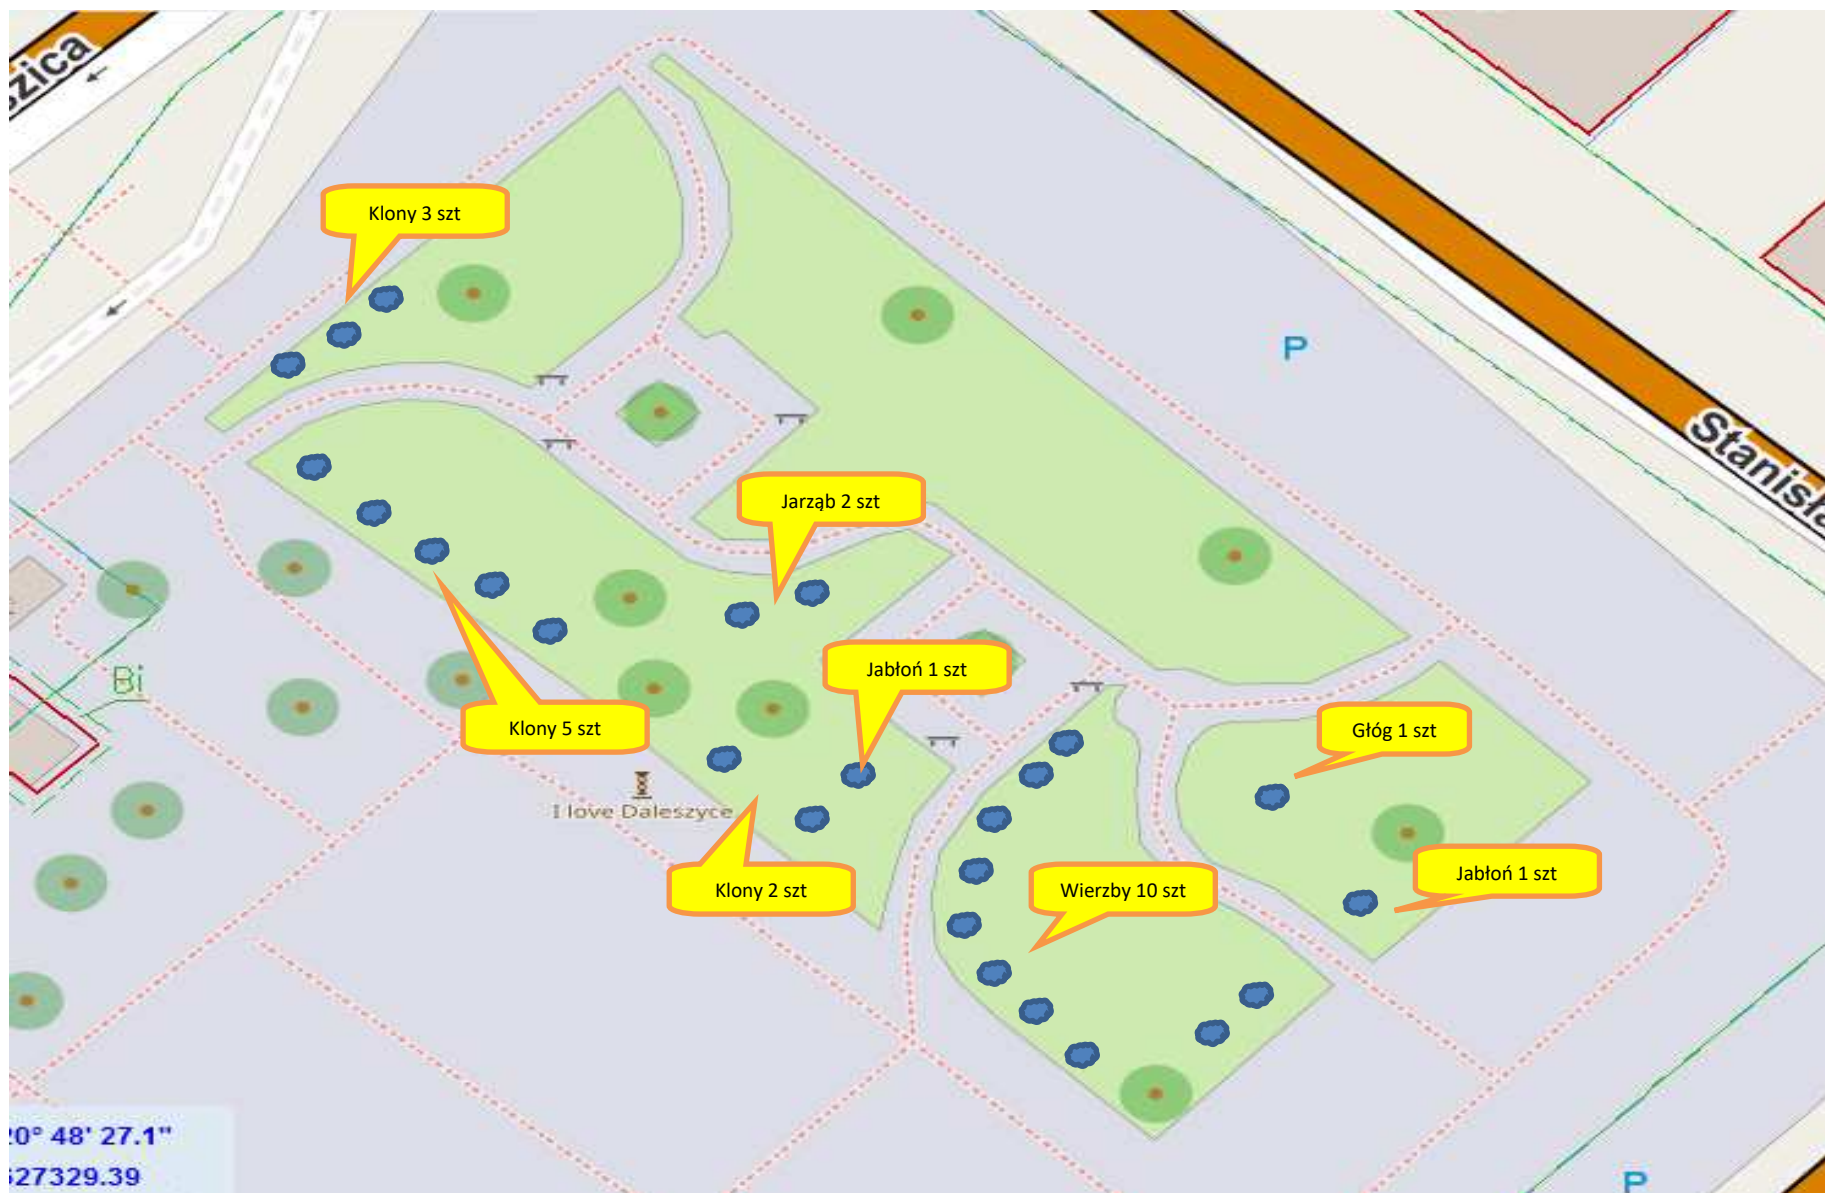 zica
Klony 3 szt
P
Stanisła
Jarząb 2 szt
Jabłoń 1 szt
Bi
Klony 5 szt
Głóg 1 szt
I love Daleszyce
Jabłoń 1 szt
Klony 2 szt
Wierzby 10 szt
0° 48' 27.1"
27329.39
P